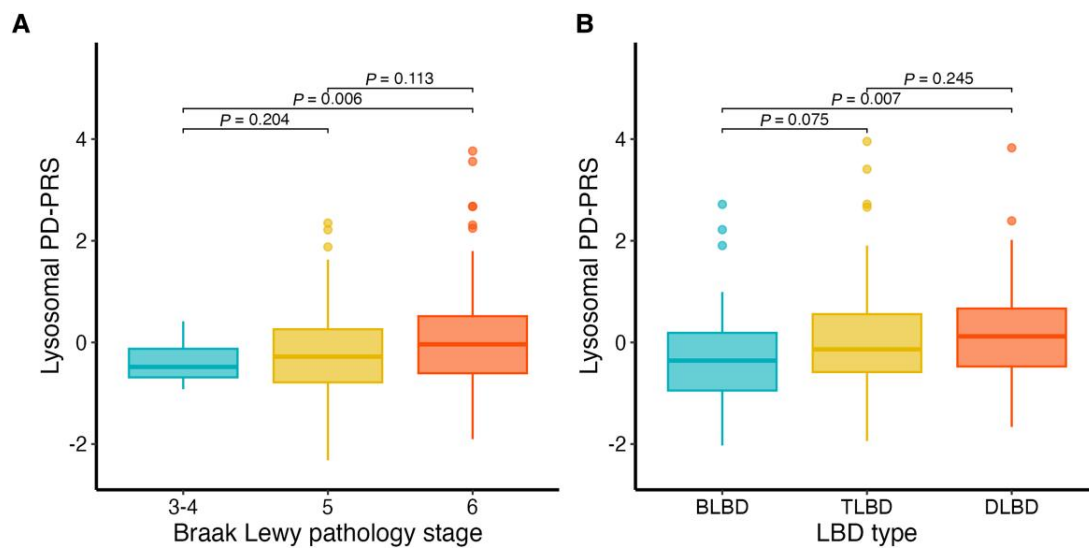 A
P = 0.113
P = 0.006
P = 0.204
4
2
0
-2
Lysosomal PD-PRS
3-4 5 6
Braak Lewy pathology stage
B
P = 0.245
P = 0.007
P = 0.075
4
2
0
-2
Lysosomal PD-PRS
BLBD TLBD DLBD
LBD type